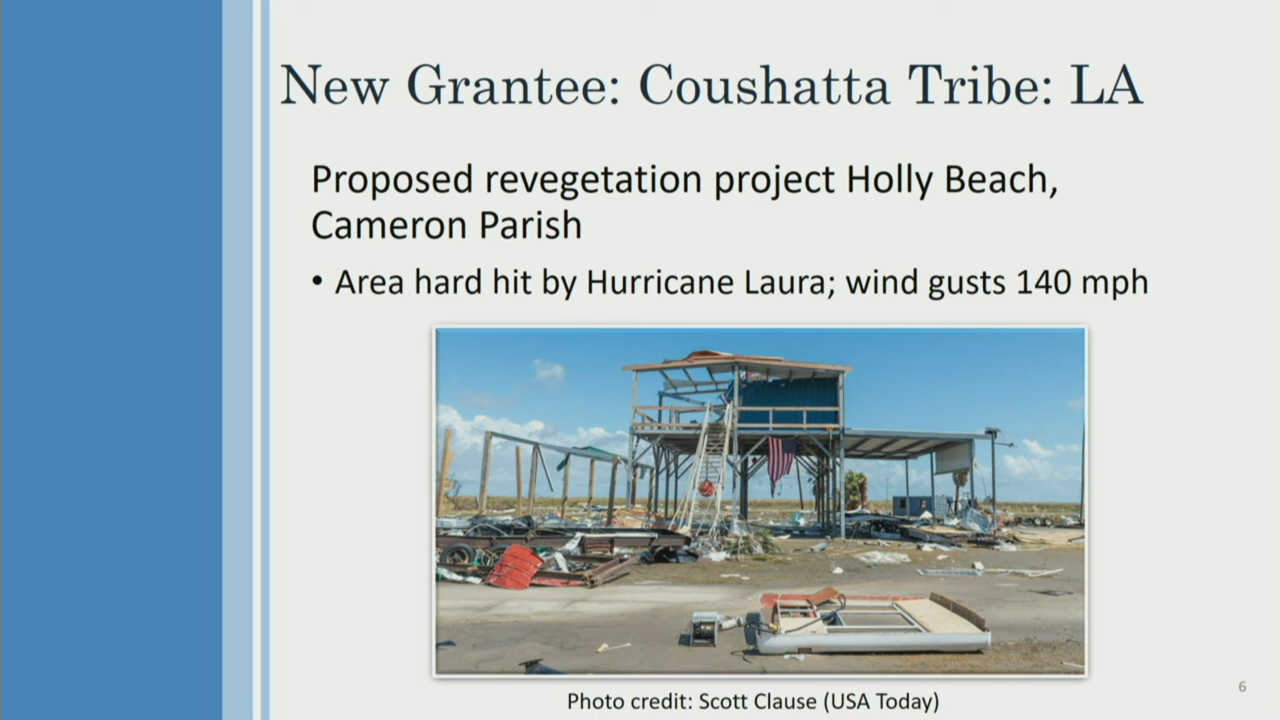 New Grantee: Coushatta Tribe: LA
Proposed revegetation project Holly Beach,
Cameron Parish
• Area hard hit by Hurricane Laura; wind gusts 140 mph
Photo credit: Scott Clause (USA Today)
6